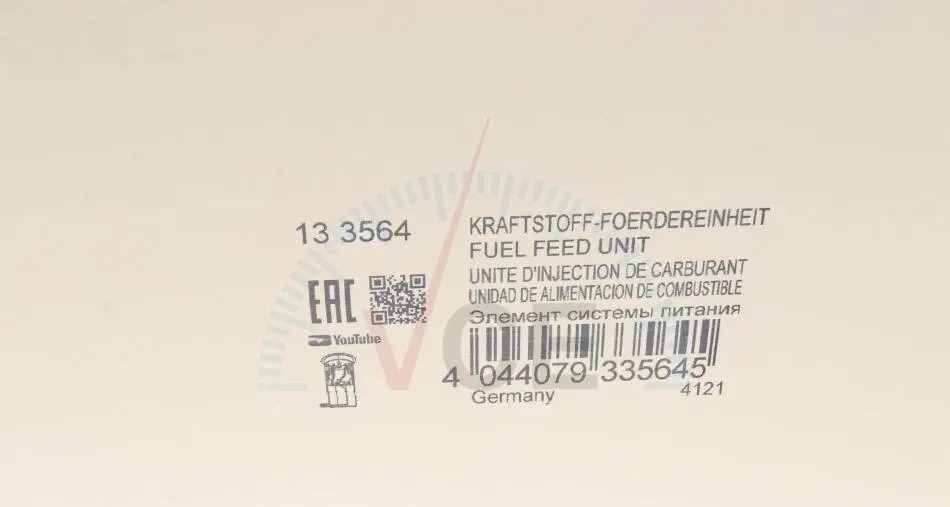 13 3564
KRAFTSTOFF-FOERDEREINHEIT
FUEL FEED UNIT
UNITE D'INJECTION DE CARBURANT
UNIDAD DE ALIMENTACION DE COMBUSTIBLE
Элемент системы питания
EAC
YouTube
12
4 044079 335645
Germany
4121